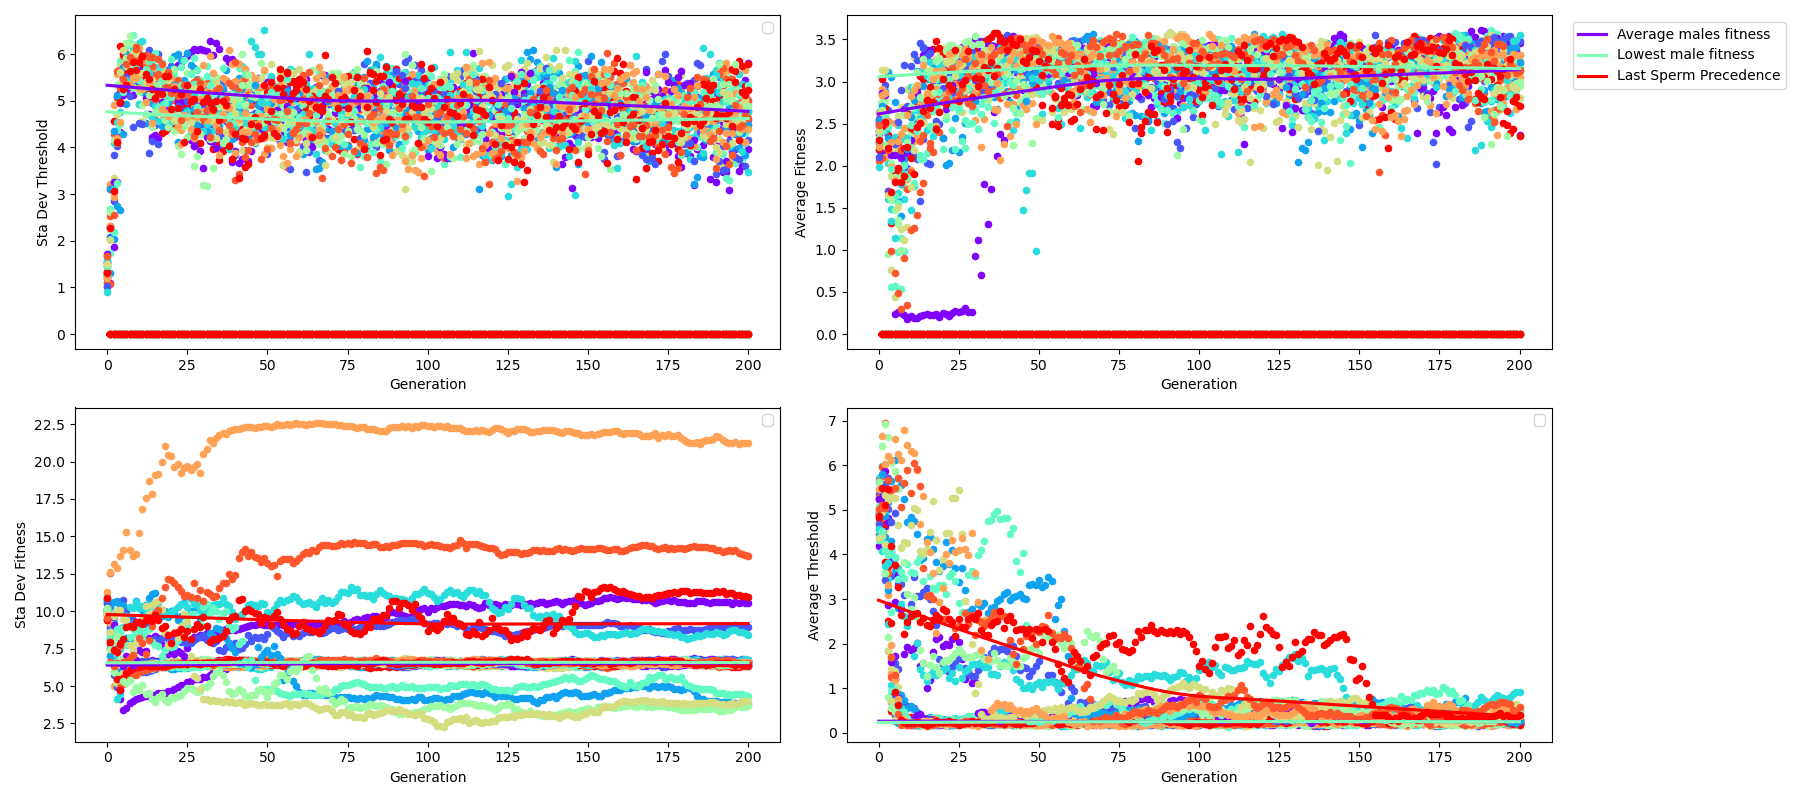 Sta Dev Threshold
0 1 2 3 4 5 6
0 25 50 75 100 125 150 175 200
Generation
Average Fitness
0.0 0.5 1.0 1.5 2.0 2.5 3.0 3.5
0 25 50 75 100 125 150 175 200
Generation
Average males fitness
Lowest male fitness
Last Sperm Precedence
Sta Dev Fitness
2.5 5.0 7.5 10.0 12.5 15.0 17.5 20.0 22.5
0 25 50 75 100 125 150 175 200
Generation
Average Threshold
0 1 2 3 4 5 6 7
0 25 50 75 100 125 150 175 200
Generation